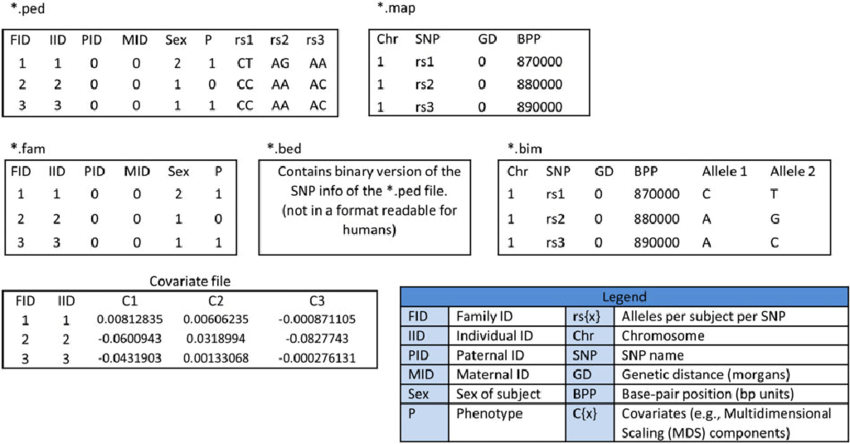 *.ped
FID IID PID MID Sex P rs1 rs2 rs3
1 1 0 0 2 1 CT AG AA
2 2 0 0 1 0 CC AA AC
3 3 0 0 1 1 CC AA AC
*.map
Chr SNP GD BPP
1 rs1 0 870000
1 rs2 0 880000
1 rs3 0 890000
*.fam
FID IID PID MID Sex P
1 1 0 0 2 1
2 2 0 0 1 0
3 3 0 0 1 1
*.bed
Contains binary version of the
SNP info of the *.ped file.
(not in a format readable for
humans)
*.bim
Chr SNP GD BPP Allele 1 Allele 2
1 rs1 0 870000 C T
1 rs2 0 880000 A G
1 rs3 0 890000 A C
Covariate file
FID IID C1 C2 C3
1 1 0.00812835 0.00606235 -0.000871105
2 2 -0.0600943 0.0318994 -0.0827743
3 3 -0.0431903 0.00133068 -0.000276131
Legend
FID Family ID rs{x} Alleles per subject per SNP
IID Individual ID Chr Chromosome
PID Paternal ID SNP SNP name
MID Maternal ID GD Genetic distance (morgans)
Sex Sex of subject BPP Base-pair position (bp units)
P Phenotype C{x} Covariates (e.g., Multidimensional
Scaling (MDS) components)